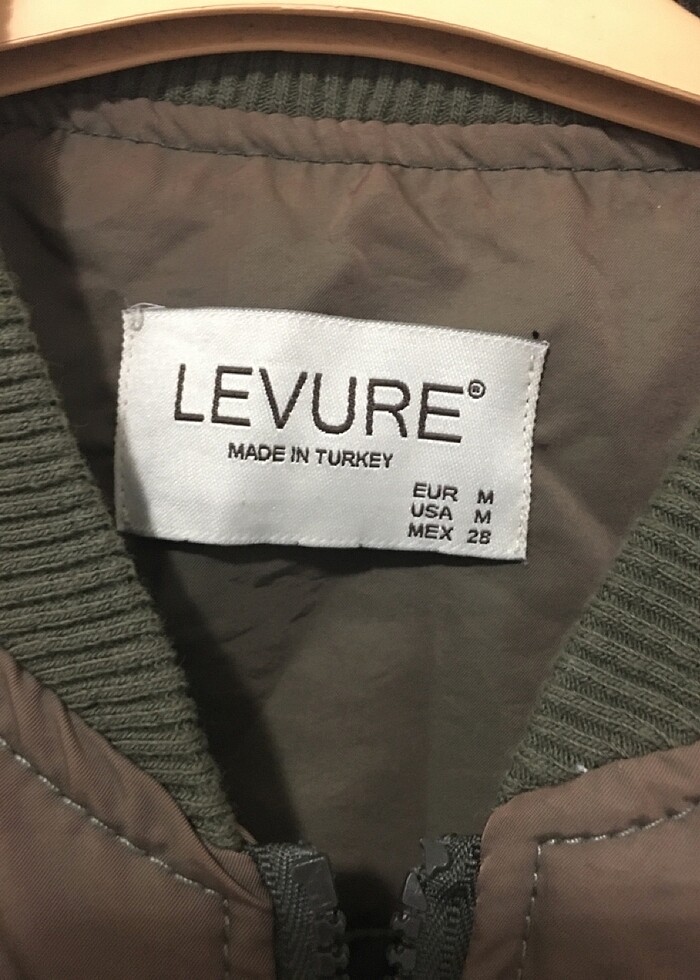 LEVURE®
MADE IN TURKEY
EUR M
USA M
MEX 28